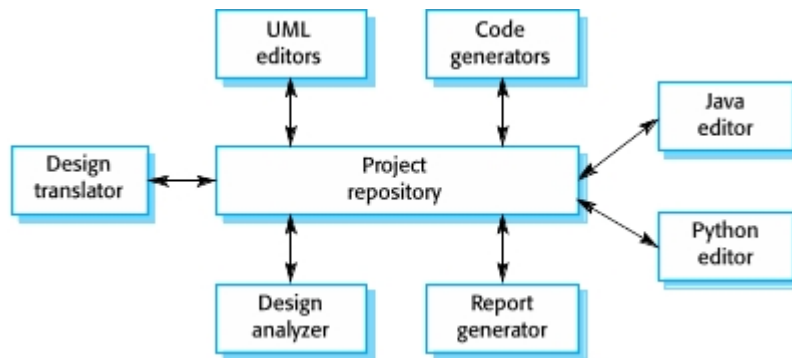 UML
editors
Code
generators
Java
editor
Design
translator
Project
repository
Python
editor
Design
analyzer
Report
generator